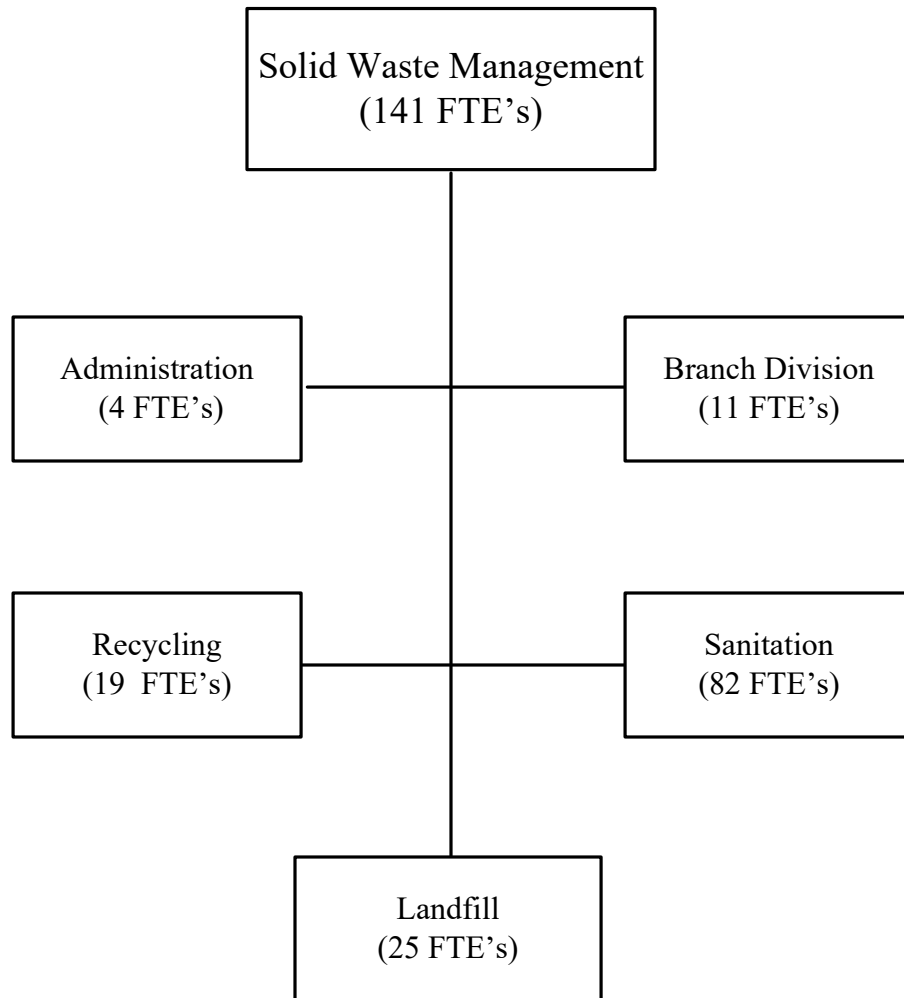 Solid Waste Management
(141 FTE’s)
Administration
(4 FTE’s)
Branch Division
(11 FTE’s)
Recycling
(19  FTE’s)
Sanitation
(82 FTE’s)
Landfill
(25 FTE’s)